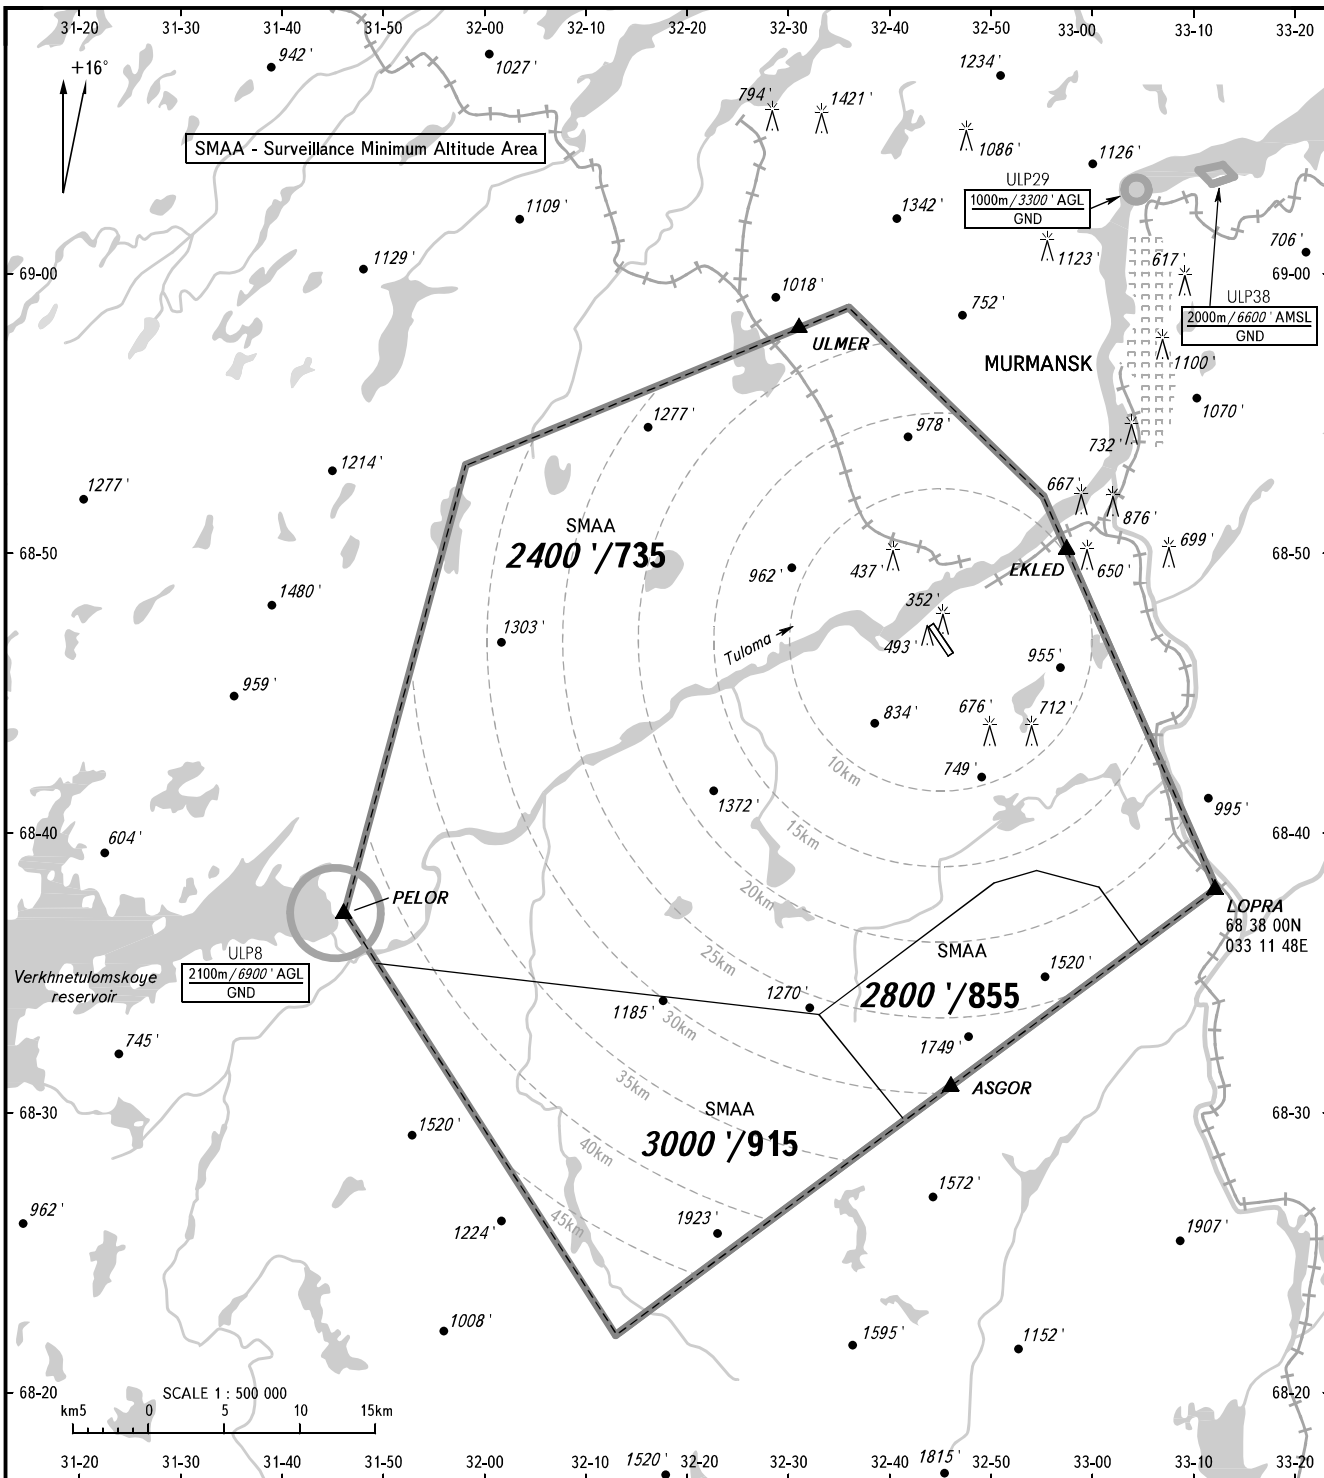 31-20 31-30 31-40 31-50 32-00 32-10 32-20 32-30 32-40 32-50 33-00 33-10 33-20
+16°
942'
1027'
1234'
794'
1421'
SMAA - Surveillance Minimum Altitude Area
1086'
1126'
ULP29
1000m/3300' AGL
GND
1109'
1342'
1129'
1123'
617'
706'
69-00
69-00
1018'
752'
ULP38
2000m/6600' AMSL
GND
ULMER
MURMANSK
1100'
1277'
978'
1070'
732'
1214'
1277'
667'
876'
SMAA
2400'/735
68-50
68-50
962'
437'
EKLED
650'
699'
1480'
352'
1303'
Tuloma
493'
955'
959'
834'
676'
712'
749'
10km
1372'
995'
604'
15km
68-40
68-40
PELOR
20km
LOPRA
68 38 00N
033 11 48E
ULP8
2100m/6900' AGL
GND
Verkhnetulomskoye
reservoir
SMAA
2800'/855
25km
1520'
1185'
1270'
30km
745'
1749'
35km
ASGOR
SMAA
3000'/915
68-30
68-30
1520'
40km
1572'
962'
1224'
45km
1923'
1907'
1008'
1595'
1152'
68-20
68-20
SCALE 1 : 500 000
km5 0 5 10 15km
1520'
1815'
31-20 31-30 31-40 31-50 32-00 32-10 32-20 32-30 32-40 32-50 33-00 33-10 33-20